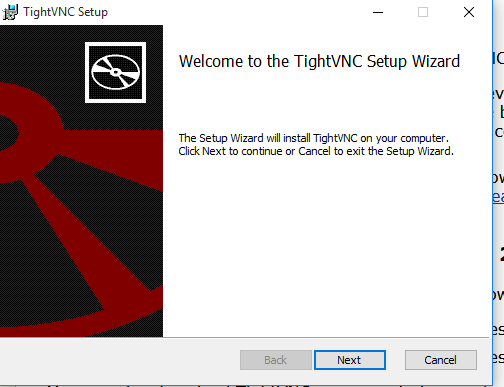 TightVNC Setup
Welcome to the TightVNC Setup Wizard
The Setup Wizard will install TightVNC on your computer.
Click Next to continue or Cancel to exit the Setup Wizard.
Back
Next
Cancel